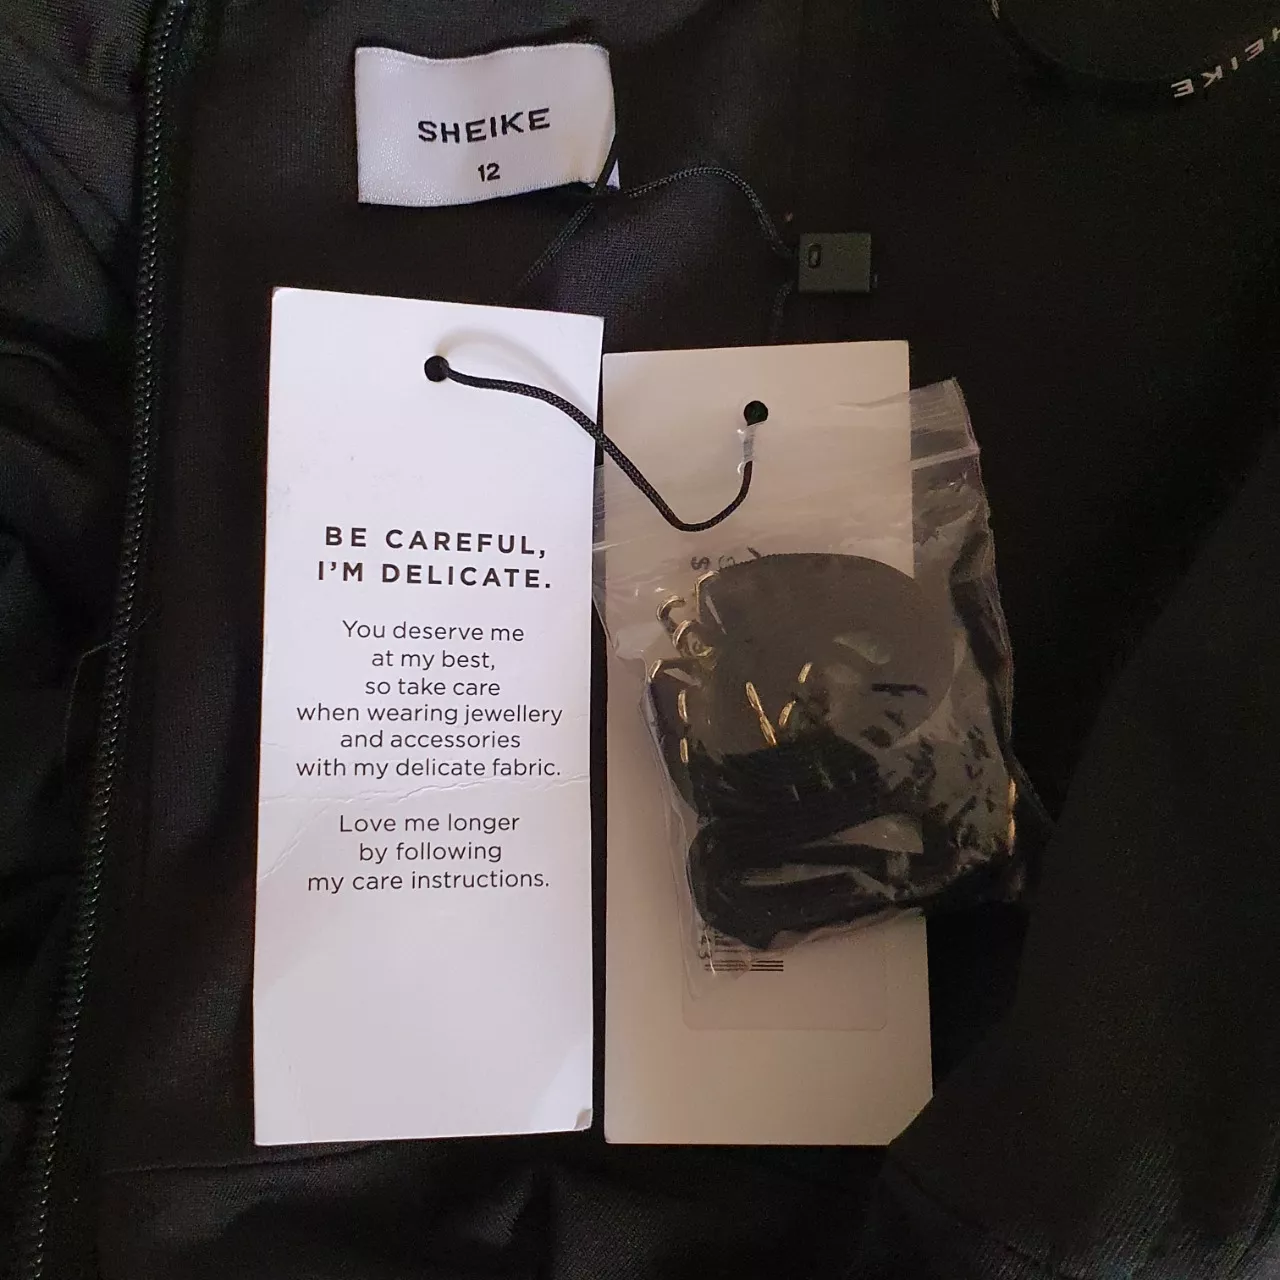 SHEIKE
12
SHEIKE
BE CAREFUL,
I'M DELICATE.
You deserve me
at my best,
so take care
when wearing jewellery
and accessories
with my delicate fabric.
Love me longer
by following
my care instructions.